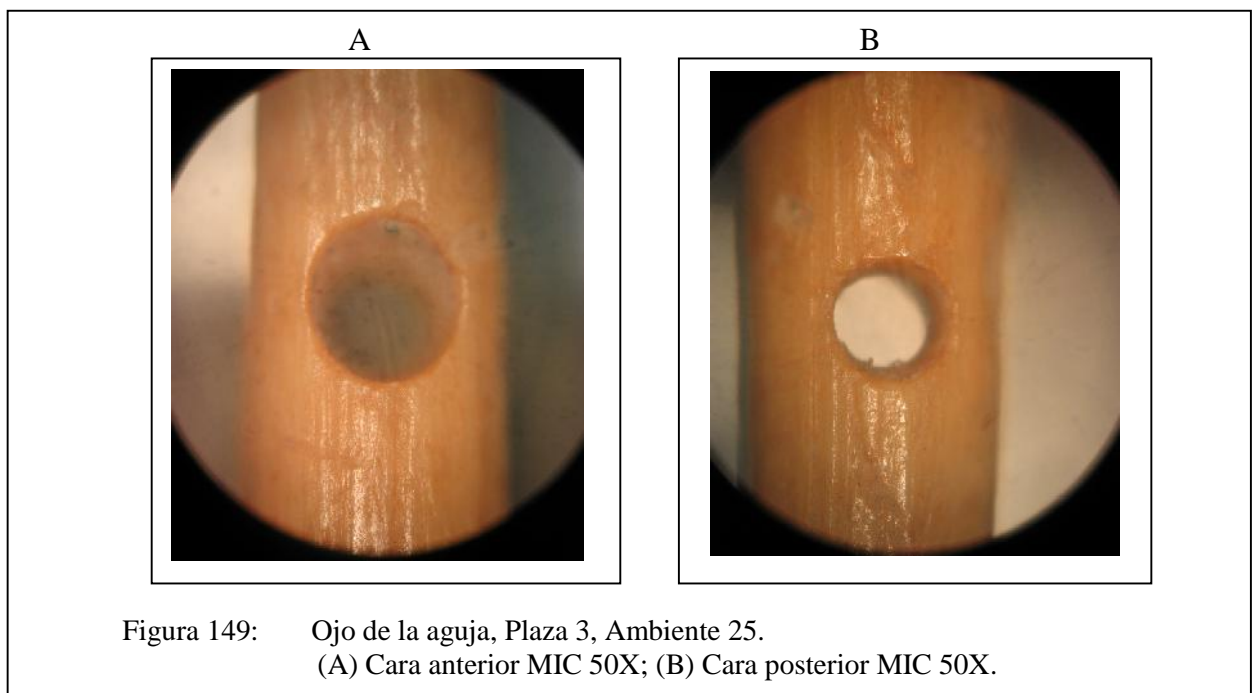 A B
Figura 149: Ojo de la aguja, Plaza 3, Ambiente 25.
(A) Cara anterior MIC 50X; (B) Cara posterior MIC 50X.